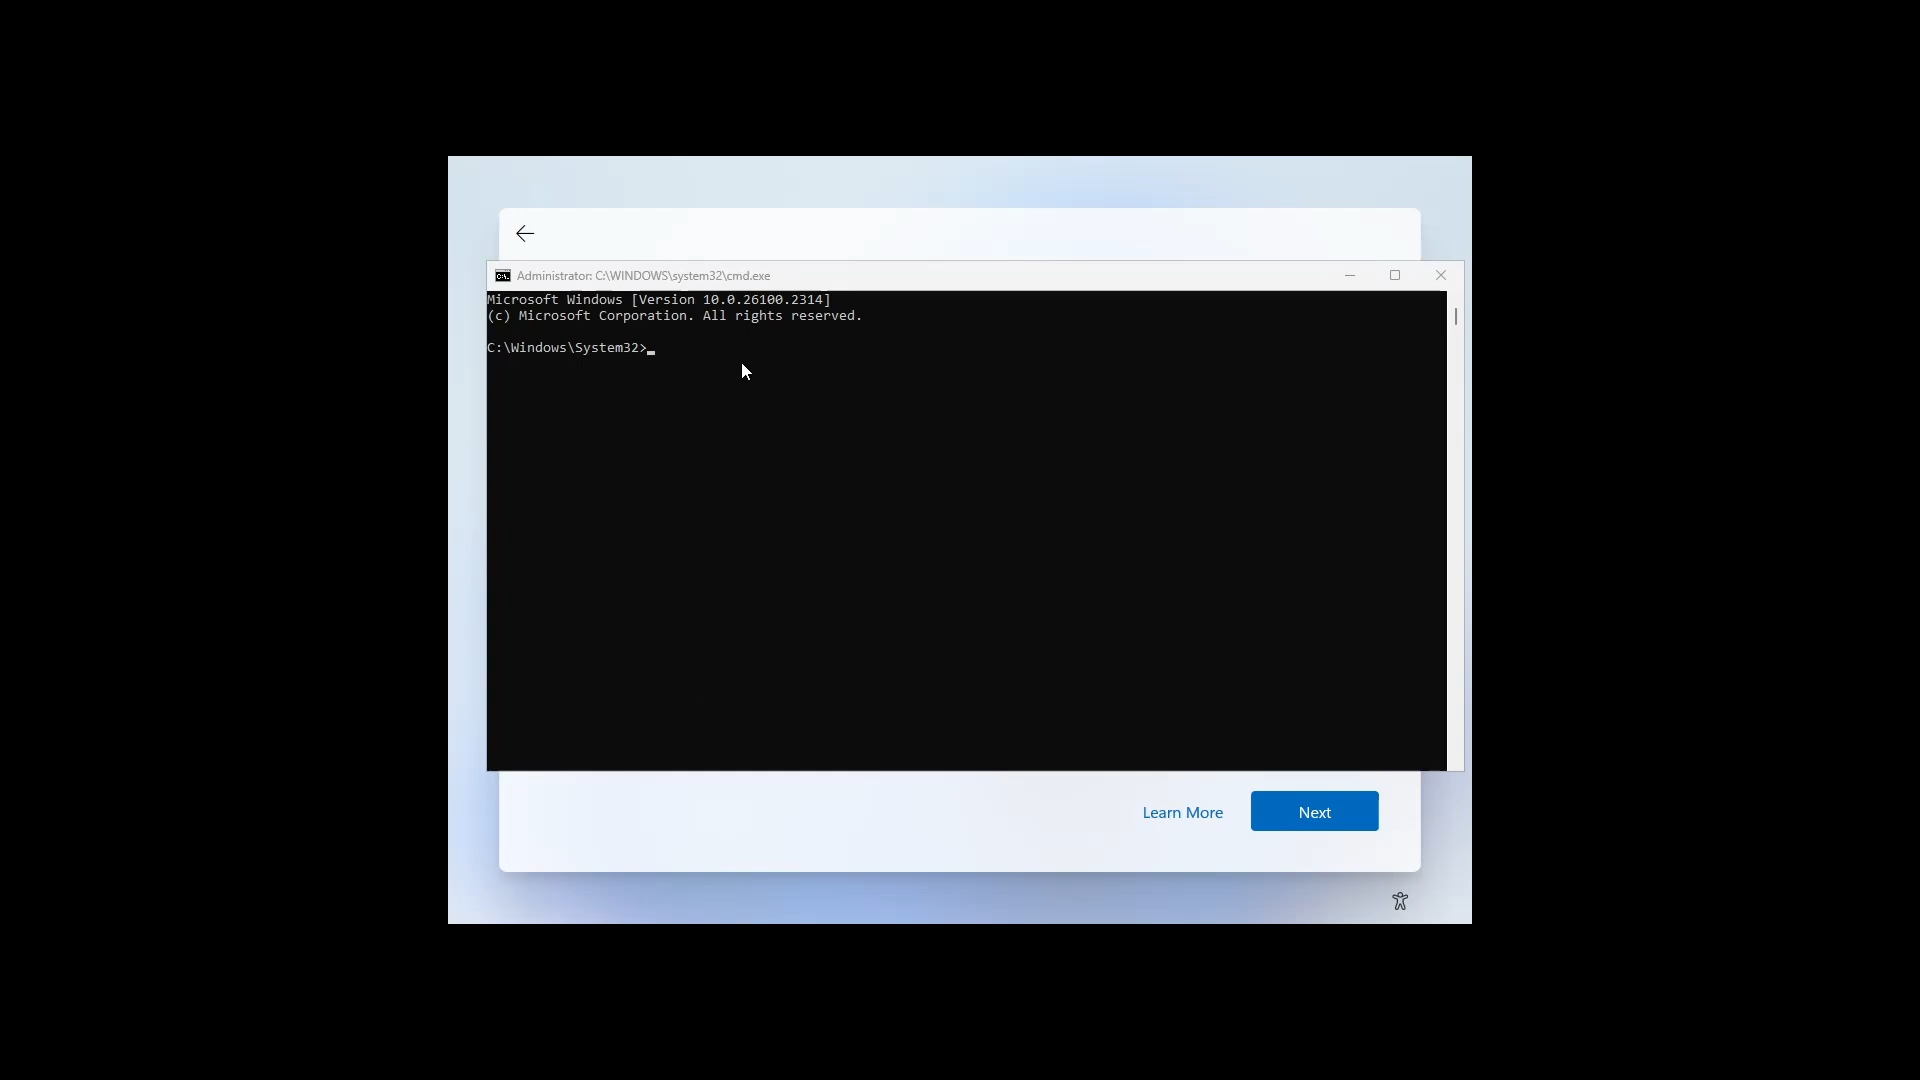 Administrator: C:\WINDOWS\system32\cmd.exe
Microsoft Windows [Version 10.0.26100.2314]
(c) Microsoft Corporation. All rights reserved.
C:\Windows\System32>
Learn More
Next